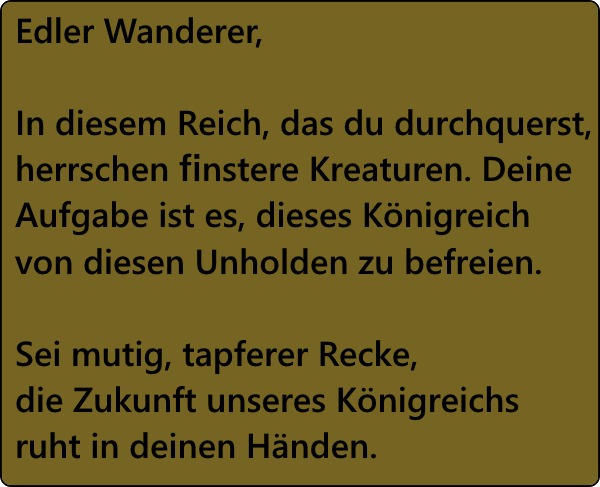 Edler Wanderer,
In diesem Reich, das du durchquerst,
herrschen finstere Kreaturen. Deine
Aufgabe ist es, dieses Königreich
von diesen Unholden zu befreien.
Sei mutig, tapferer Recke,
die Zukunft unseres Königreichs
ruht in deinen Händen.